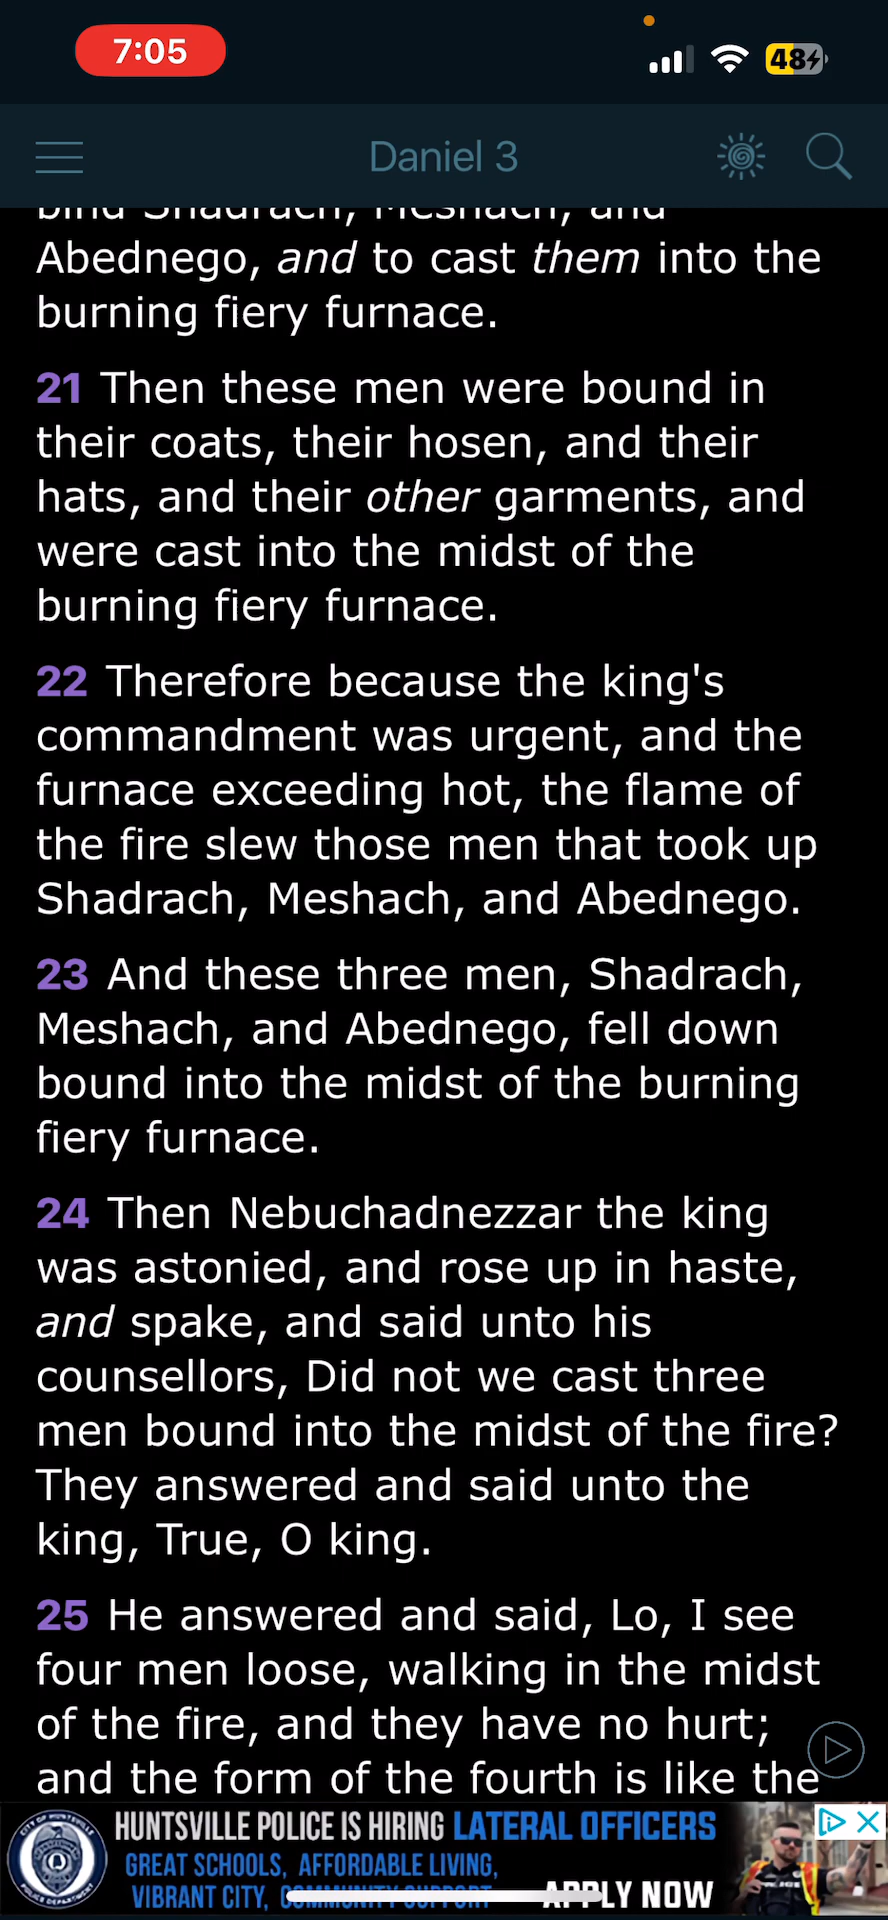 7:05
48
Daniel 3
bind Shadrach, Meshach, and
Abednego, and to cast them into the
burning fiery furnace.
21 Then these men were bound in
their coats, their hosen, and their
hats, and their other garments, and
were cast into the midst of the
burning fiery furnace.
22 Therefore because the king's
commandment was urgent, and the
furnace exceeding hot, the flame of
the fire slew those men that took up
Shadrach, Meshach, and Abednego.
23 And these three men, Shadrach,
Meshach, and Abednego, fell down
bound into the midst of the burning
fiery furnace.
24 Then Nebuchadnezzar the king
was astonied, and rose up in haste,
and spake, and said unto his
counsellors, Did not we cast three
men bound into the midst of the fire?
They answered and said unto the
king, True, O king.
25 He answered and said, Lo, I see
four men loose, walking in the midst
of the fire, and they have no hurt;
and the form of the fourth is like the
HUNTSVILLE POLICE IS HIRING LATERAL OFFICERS
GREAT SCHOOLS, AFFORDABLE LIVING,
VIBRANT CITY, COMMUNITY SUPPORT
APPLY NOW